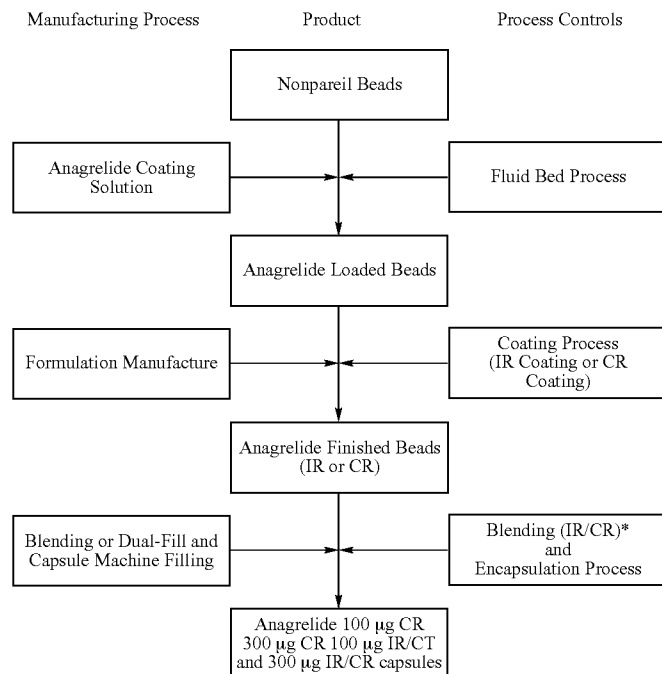 Manufacturing Process
Product
Process Controls
Nonpareil Beads
Anagrelide Coating
Solution
Fluid Bed Process
Anagrelide Loaded Beads
Formulation Manufacture
Coating Process
(IR Coating or CR
Coating)
Anagrelide Finished Beads
(IR or CR)
Blending or Dual-Fill and
Capsule Machine Filling
Blending (IR/CR)*
and
Encapsulation Process
Anagrelide 100 μg CR
300 μg CR 100 μg IR/CT
and 300 μg IR/CR capsules